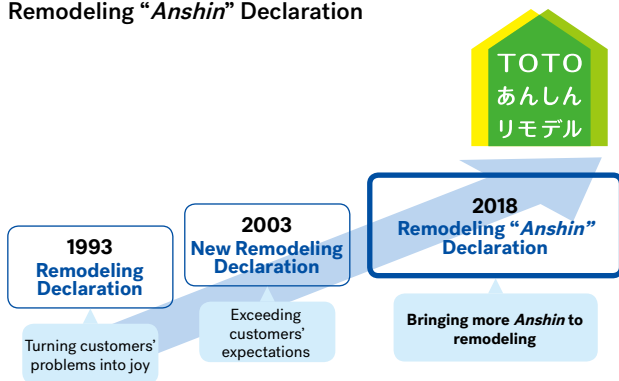 Remodeling “Anshin” Declaration
TOTO
あんしん
リモデル
1993
Remodeling
Declaration
Turning customers’
problems into joy
2003
New Remodeling
Declaration
Exceeding
customers’
expectations
2018
Remodeling “Anshin”
Declaration
Bringing more Anshin to
remodeling